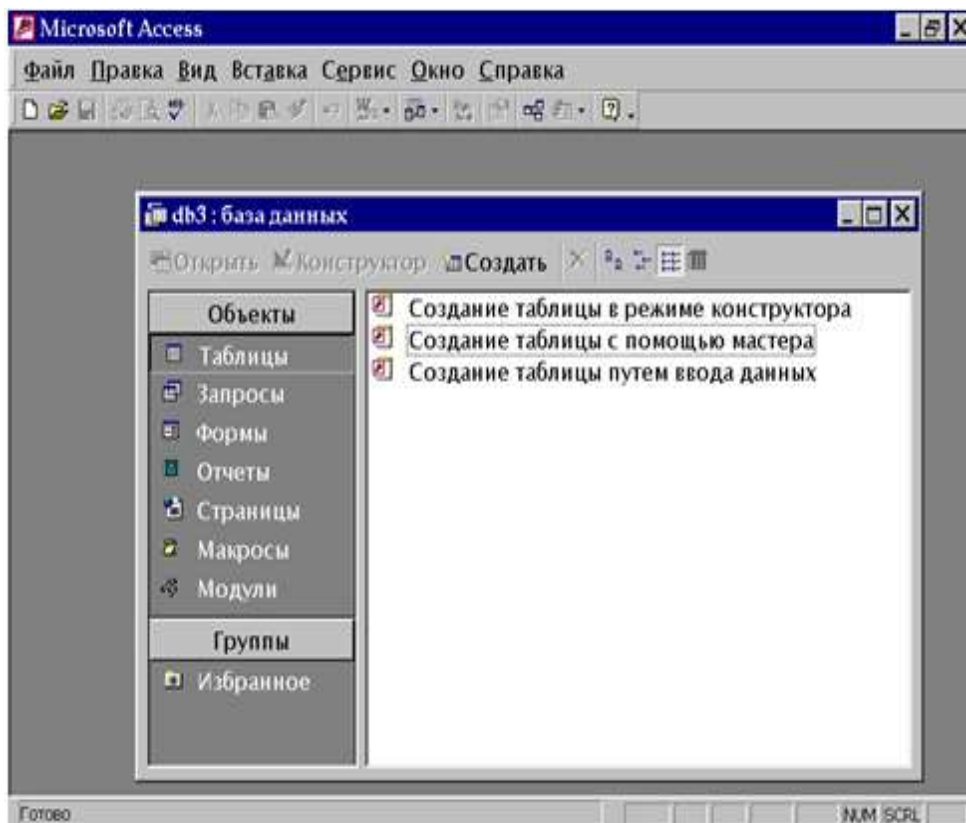 Microsoft Access
Файл Правка Вид Вставка Сервис Окно Справка
db3 : база данных
Открыть Конструктор Создать
Объекты
Таблицы
Запросы
Формы
Отчеты
Страницы
Макросы
Модули
Группы
Избранное
Создание таблицы в режиме конструктора
Создание таблицы с помощью мастера
Создание таблицы путем ввода данных
Готово NUM SCRL